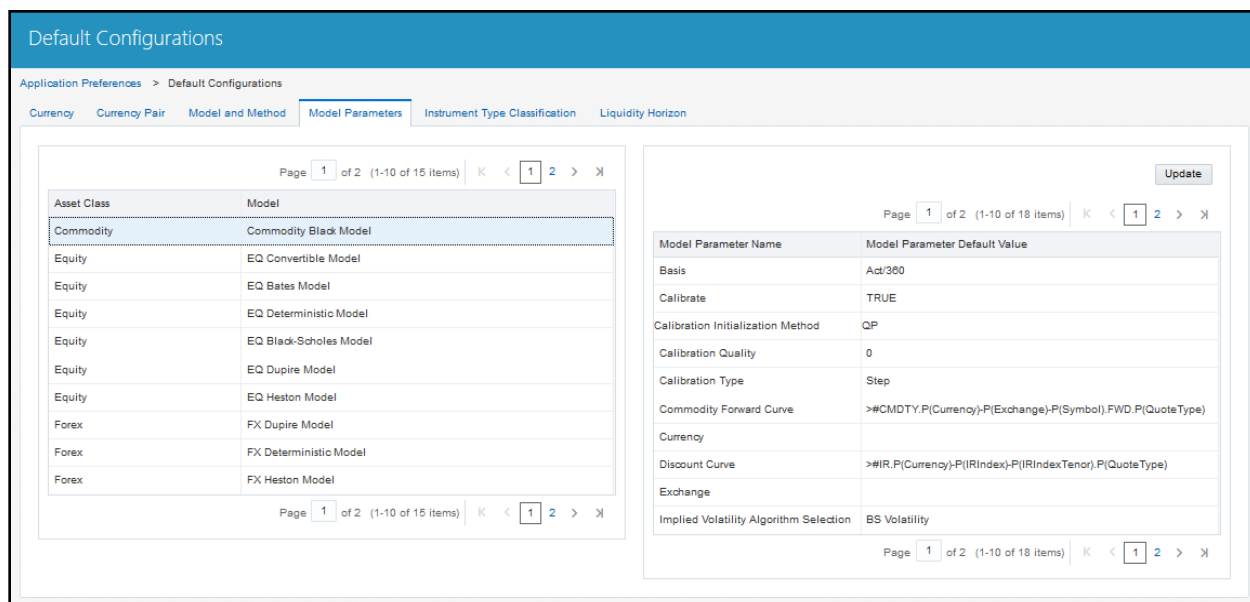 Default Configurations
Application Preferences > Default Configurations
Currency Currency Pair Model and Method Model Parameters Instrument Type Classification Liquidity Horizon
Page 1 of 2 (1-10 of 15 items) K < 1 2 > >|
Asset Class Model
Commodity Commodity Black Model
Equity EQ Convertible Model
Equity EQ Bates Model
Equity EQ Deterministic Model
Equity EQ Black-Scholes Model
Equity EQ Dupire Model
Equity EQ Heston Model
Forex FX Dupire Model
Forex FX Deterministic Model
Forex FX Heston Model
Page 1 of 2 (1-10 of 15 items) K < 1 2 > >|
Update
Page 1 of 2 (1-10 of 18 items) K < 1 2 > >|
Model Parameter Name Model Parameter Default Value
Basis Act/360
Calibrate TRUE
Calibration Initialization Method QP
Calibration Quality 0
Calibration Type Step
Commodity Forward Curve >#CMDTY.P(Currency)-P(Exchange)-P(Symbol).FWD.P(QuoteType)
Currency
Discount Curve >#IR.P(Currency)-P(IRIndex)-P(IRIndexTenor).P(QuoteType)
Exchange
Implied Volatility Algorithm Selection BS Volatility
Page 1 of 2 (1-10 of 18 items) K < 1 2 > >|